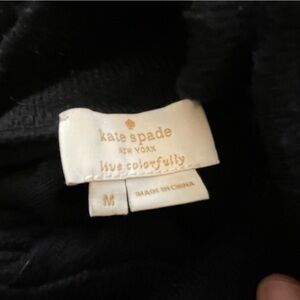 kate spade
NEW YORK
live colorfully
M
MADE IN CHINA